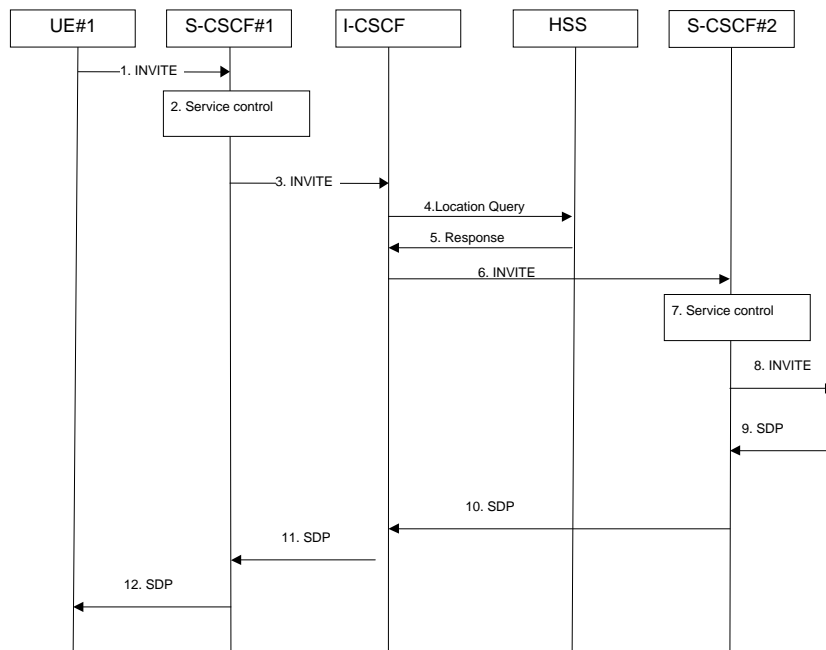 UE#1
S-CSCF#1
I-CSCF
HSS
S-CSCF#2
1. INVITE
2. Service control
3. INVITE
4.Location Query
5. Response
6. INVITE
7. Service control
8. INVITE
9. SDP
10. SDP
11. SDP
12. SDP